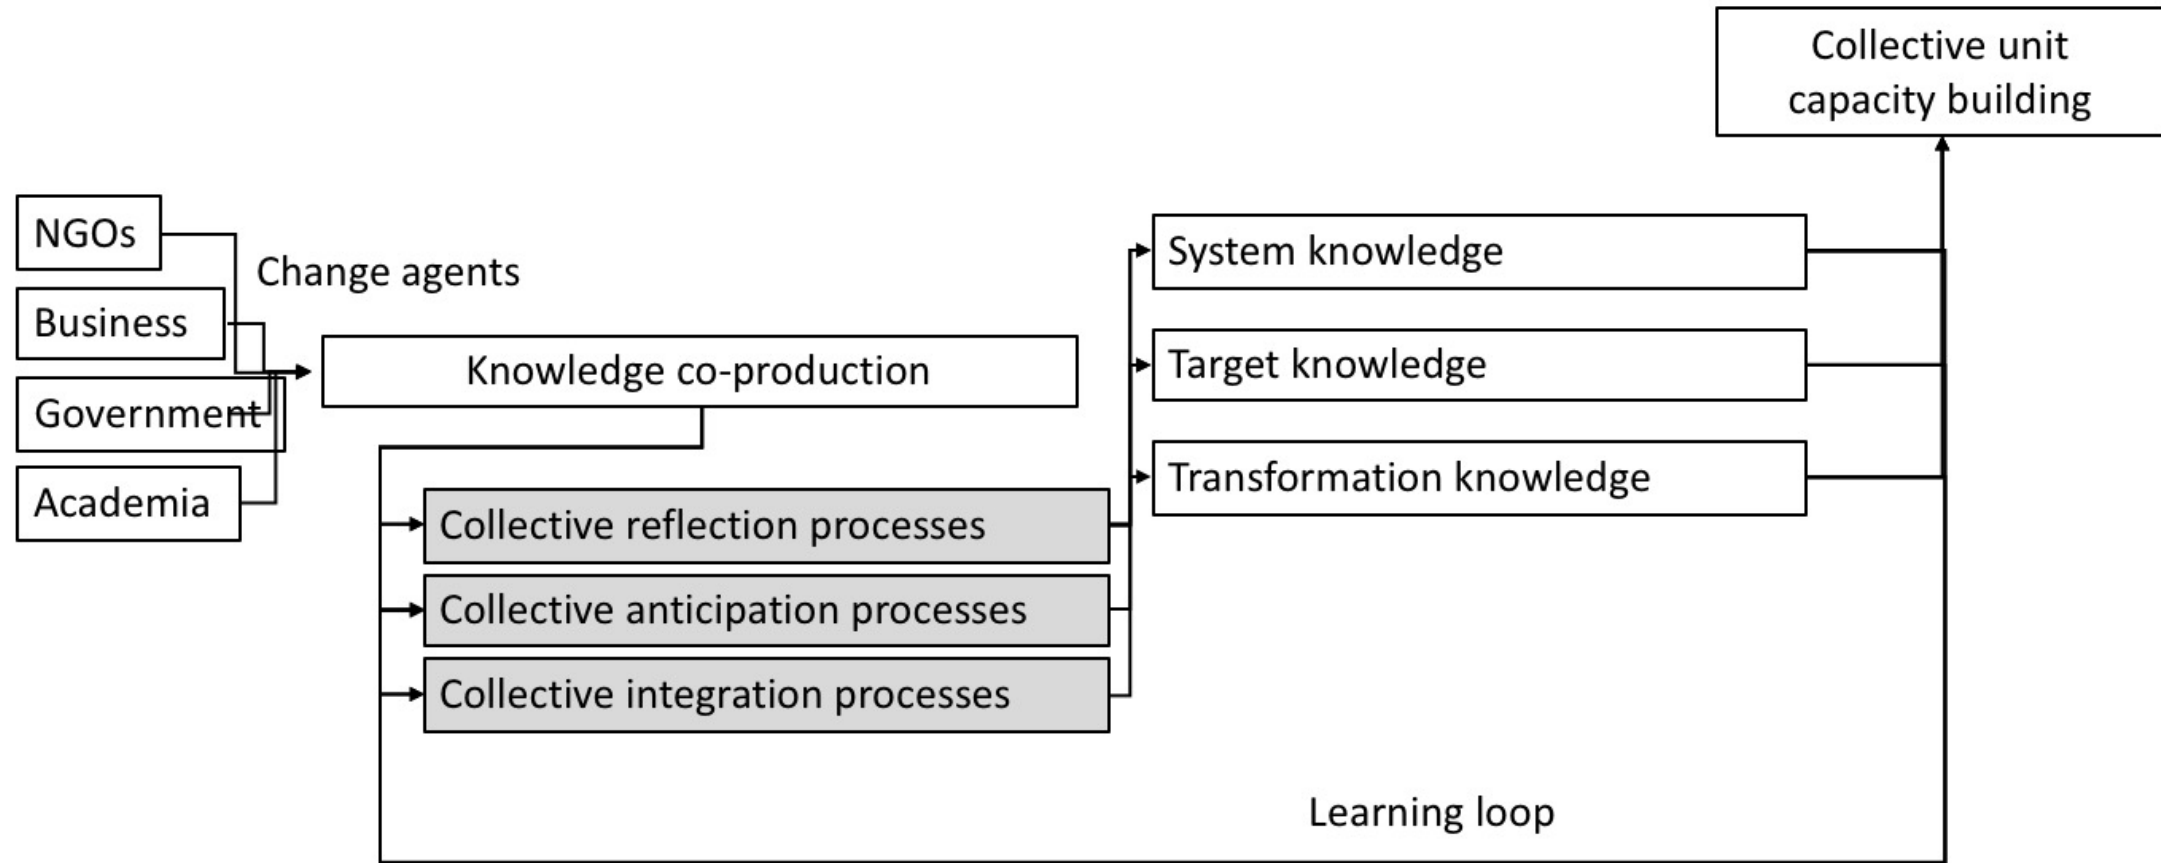 Collective unit
capacity building
NGOs
Change agents
Business
Government
Academia
Knowledge co-production
Collective reflection processes
Collective anticipation processes
Collective integration processes
System knowledge
Target knowledge
Transformation knowledge
Learning loop